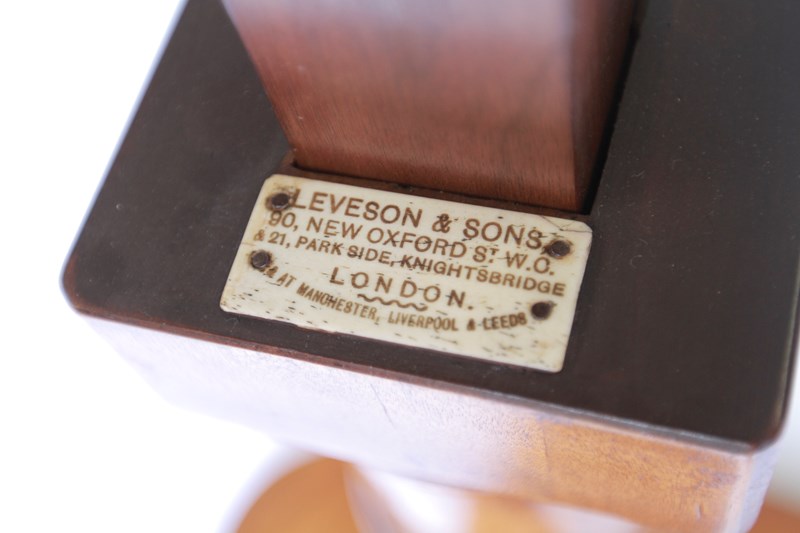 LEVESON & SONS,
90, NEW OXFORD ST. W.C.
& 21, PARK SIDE, KNIGHTSBRIDGE
LONDON.
& AT MANCHESTER, LIVERPOOL & LEEDS